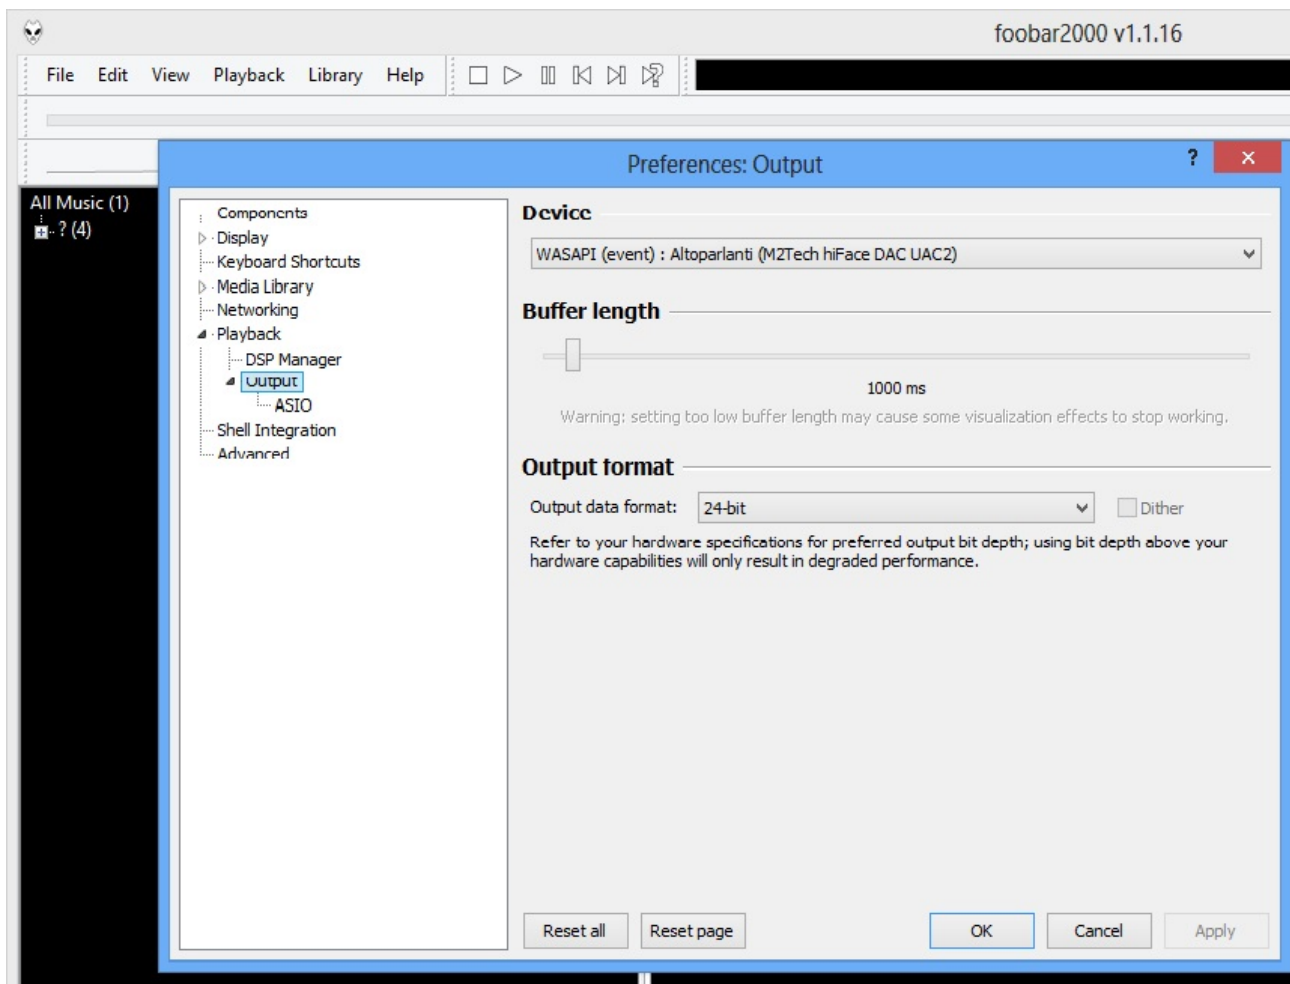 foobar2000 v1.1.16
File Edit View Playback Library Help
Preferences: Output
?
All Music (1)
? (4)
Components
Display
Keyboard Shortcuts
Media Library
Networking
Playback
DSP Manager
Output
ASIO
Shell Integration
Advanced
Device
WASAPI (event) : Altoparlanti (M2Tech hiFace DAC UAC2)
Buffer length
1000 ms
Warning: setting too low buffer length may cause some visualization effects to stop working.
Output format
Output data format: 24-bit Dither
Refer to your hardware specifications for preferred output bit depth; using bit depth above your
hardware capabilities will only result in degraded performance.
Reset all Reset page OK Cancel Apply